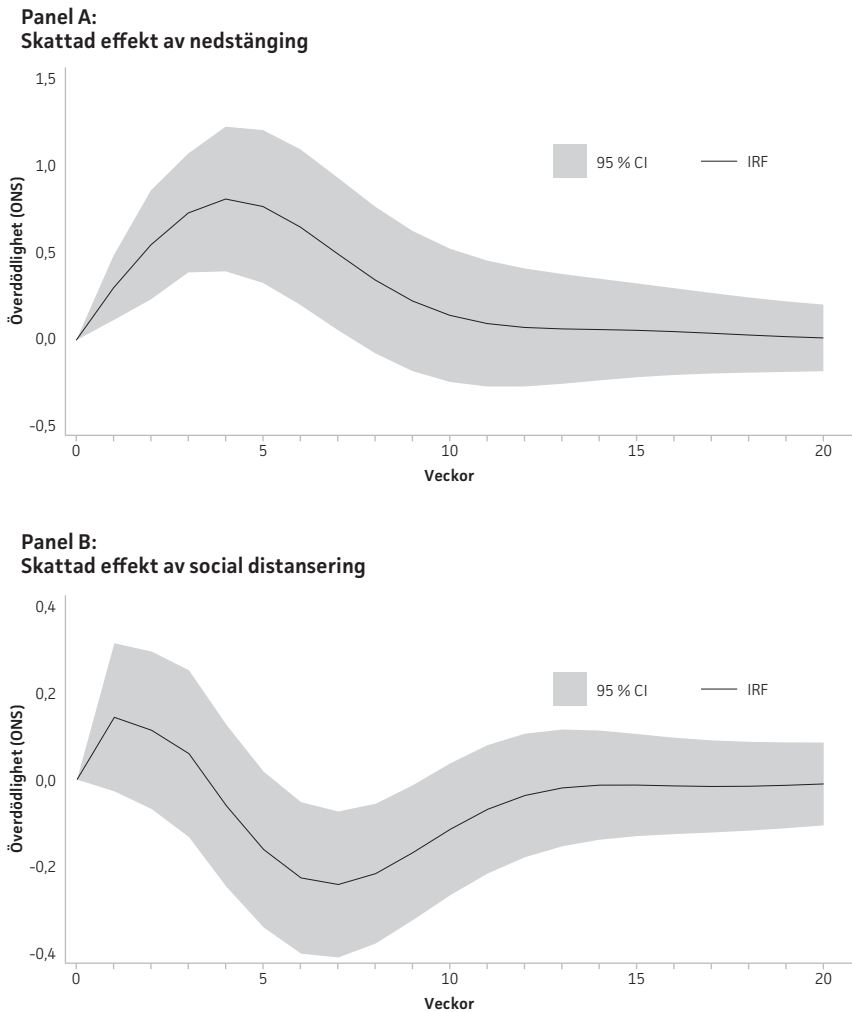 Panel A:
Skattad effekt av nedstänging
1,5
1,0
0,5
0,0
-0,5
Överdödlighet (ONS)
95 % CI
IRF
0 5 10 15 20
Veckor
Panel B:
Skattad effekt av social distansering
0,4
0,2
0,0
-0,2
-0,4
Överdödlighet (ONS)
95 % CI
IRF
0 5 10 15 20
Veckor